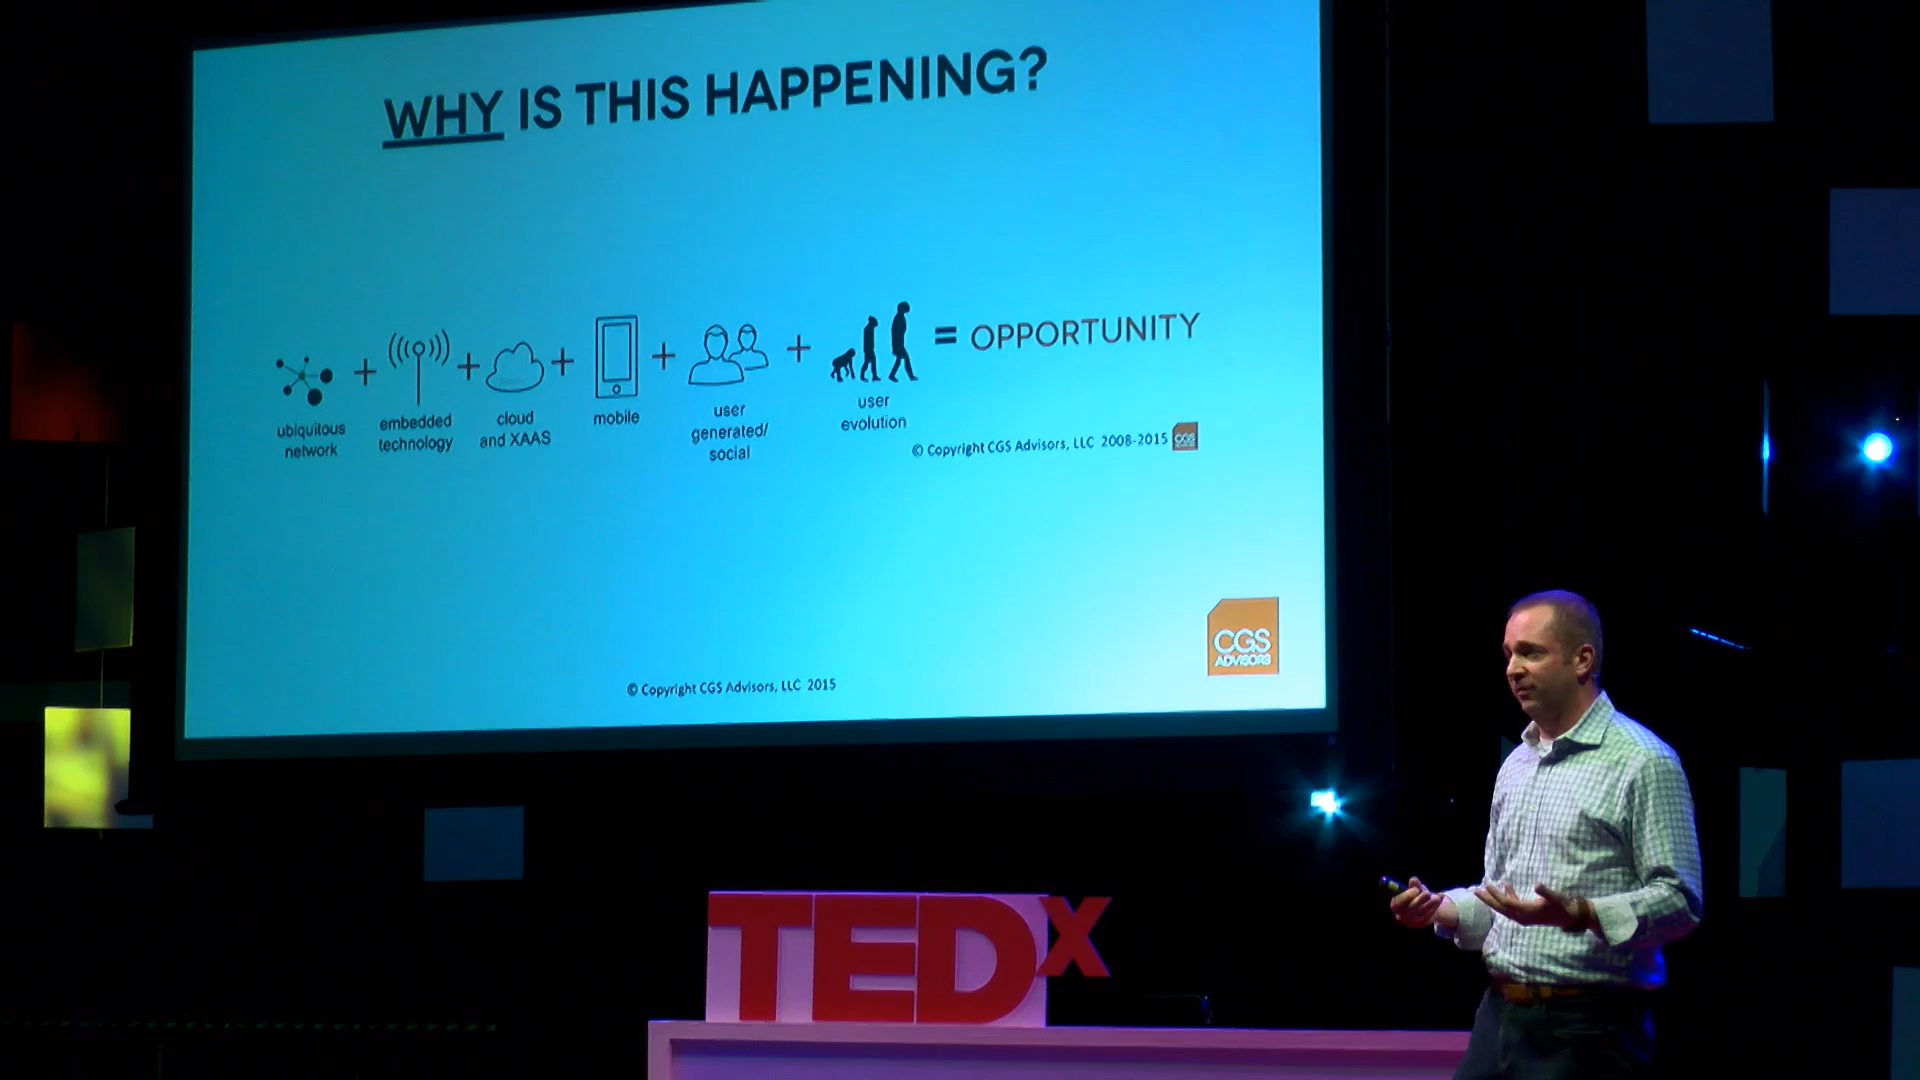 WHY IS THIS HAPPENING?
+ + + + + = OPPORTUNITY
ubiquitous
network
embedded
technology
cloud
and XAAS
mobile
user
generated/
social
user
evolution
© Copyright CGS Advisors, LLC 2008-2015 CGS
CGS
ADVISORS
© Copyright CGS Advisors, LLC 2015
TEDx